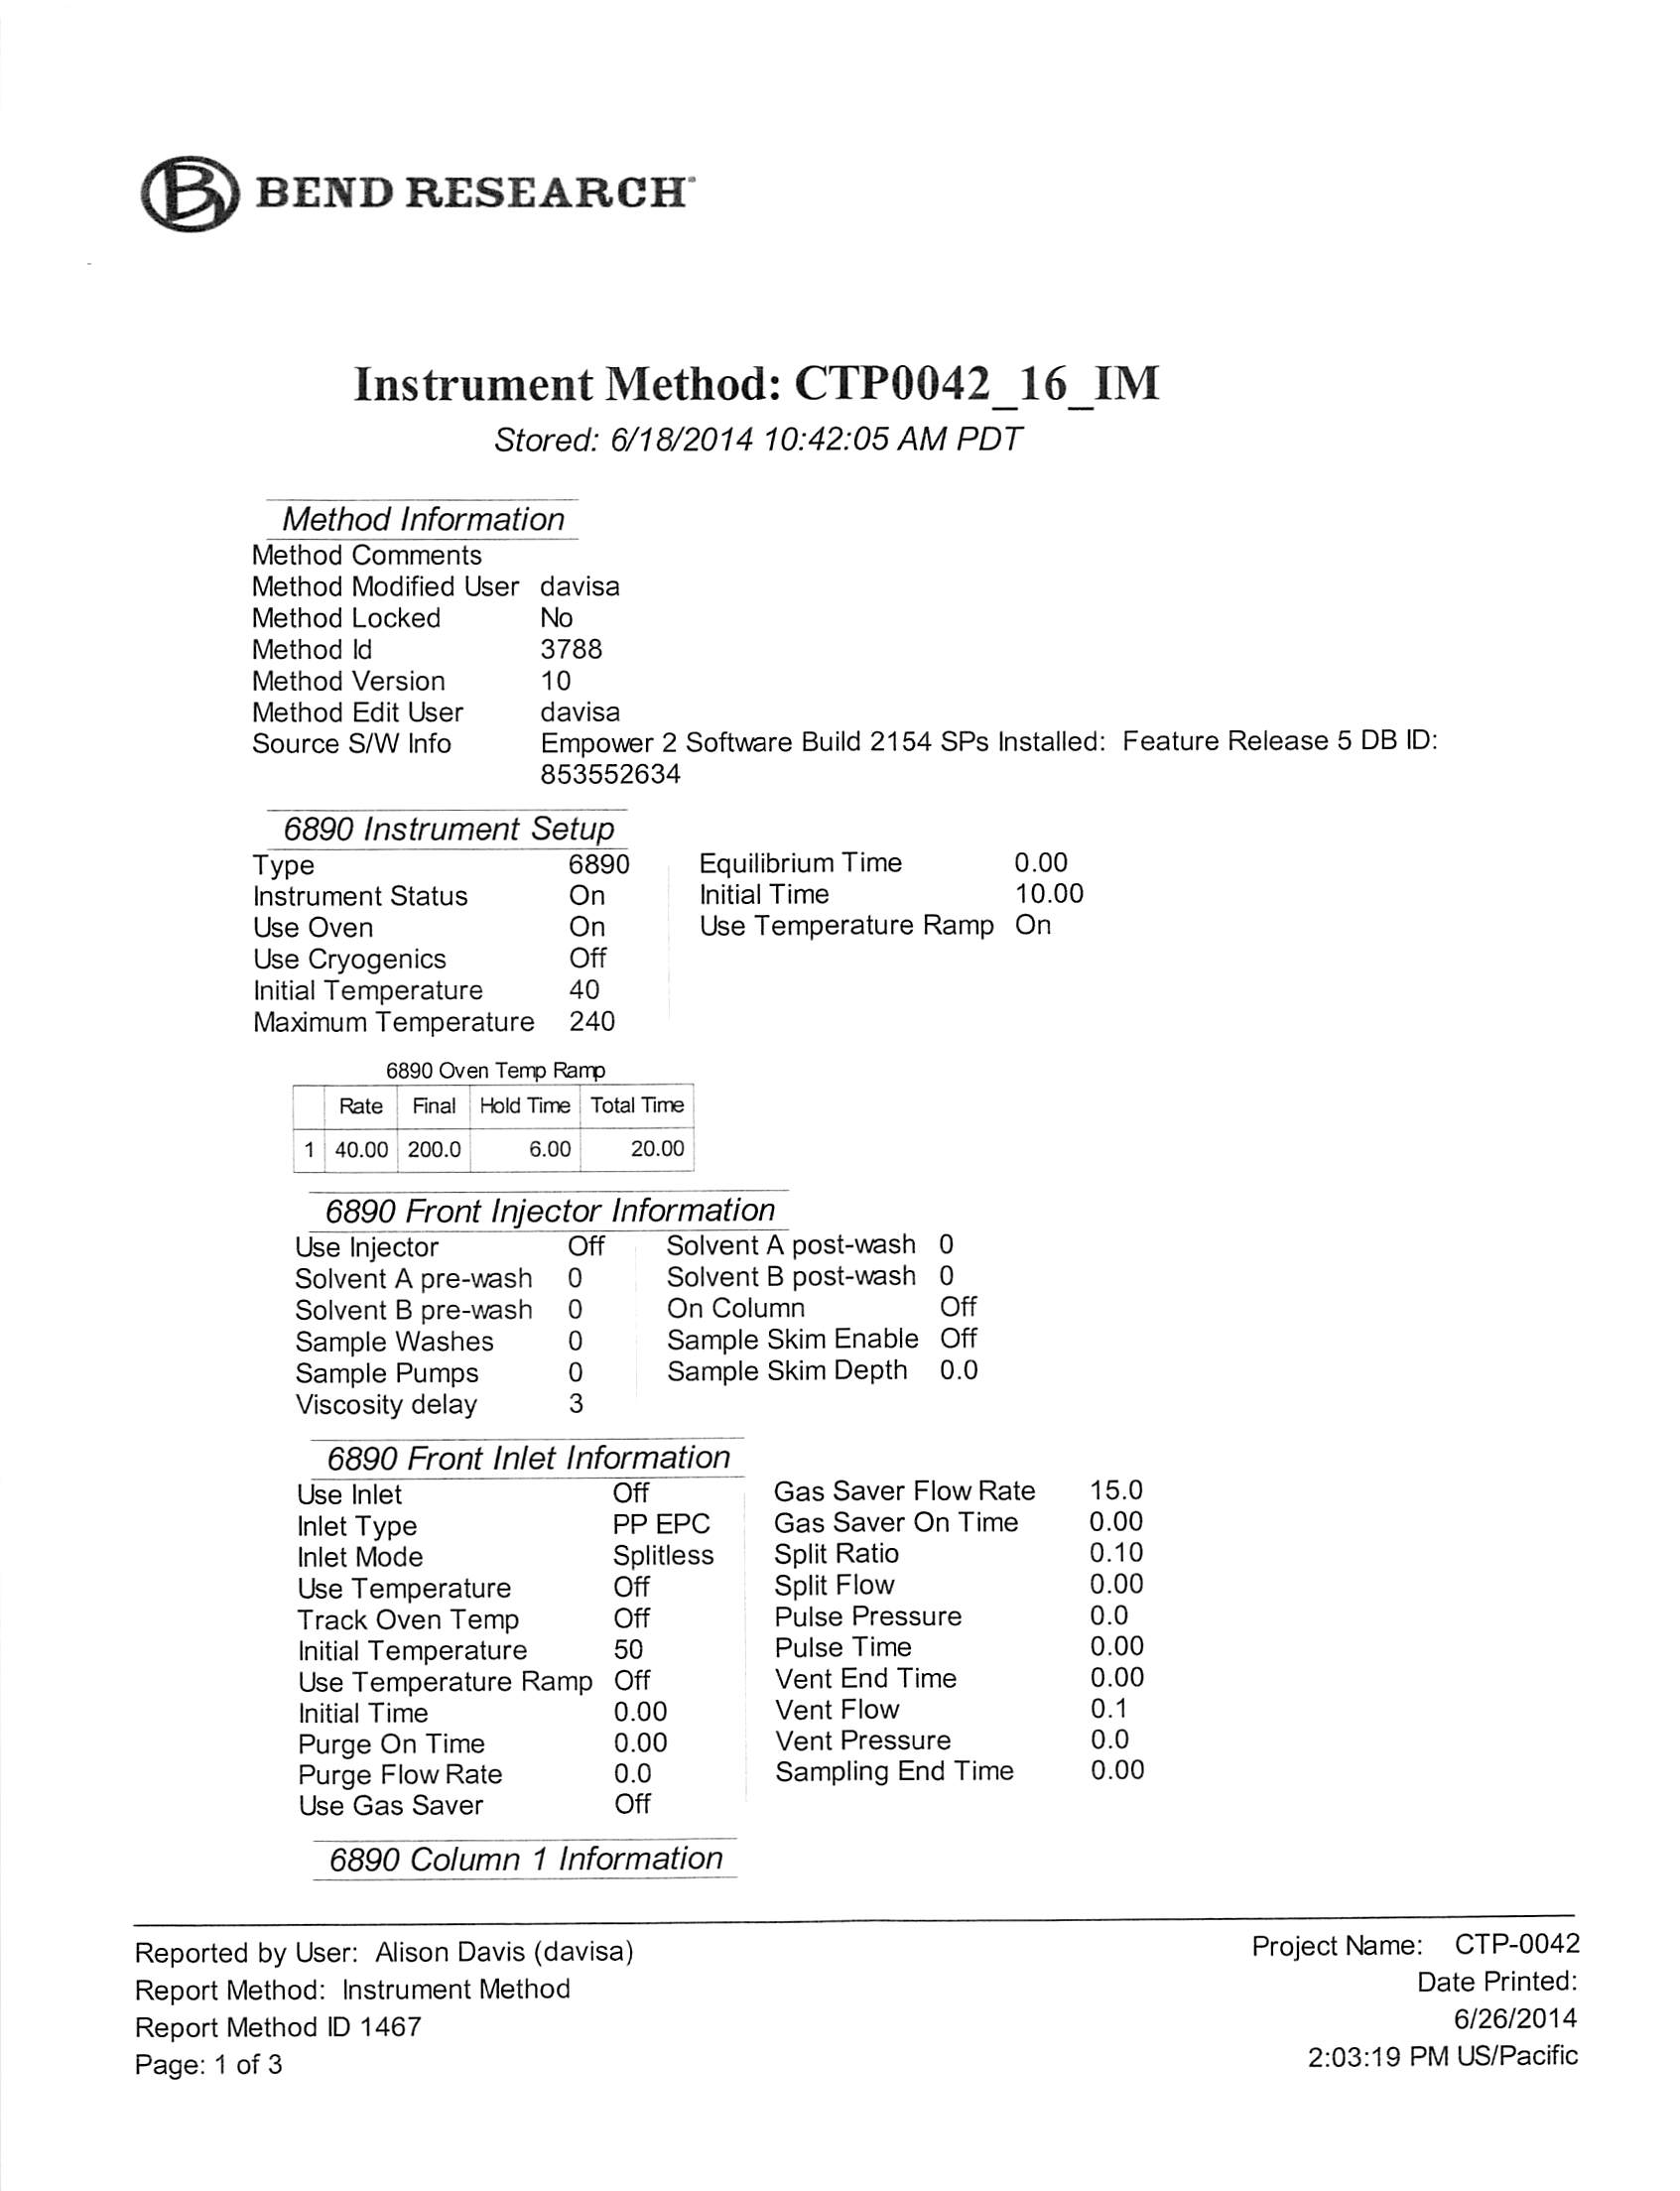 BEND RESEARCH
Instrument Method: CTP0042_16_IM
Stored: 6/18/2014 10:42:05 AM PDT
Method Information
Method Comments
Method Modified User davisa
Method Locked No
Method Id 3788
Method Version 10
Method Edit User davisa
Source S/W Info Empower 2 Software Build 2154 SPs Installed: Feature Release 5 DB ID:
853552634
6890 Instrument Setup
Type 6890 Equilibrium Time 0.00
Instrument Status On Initial Time 10.00
Use Oven On Use Temperature Ramp On
Use Cryogenics Off
Initial Temperature 40
Maximum Temperature 240
6890 Oven Temp Ramp
Rate Final Hold Time Total Time
1 40.00 200.0 6.00 20.00
6890 Front Injector Information
Use Injector Off Solvent A post-wash 0
Solvent A pre-wash 0 Solvent B post-wash 0
Solvent B pre-wash 0 On Column Off
Sample Washes 0 Sample Skim Enable Off
Sample Pumps 0 Sample Skim Depth 0.0
Viscosity delay 3
6890 Front Inlet Information
Use Inlet Off Gas Saver Flow Rate 15.0
Inlet Type PP EPC Gas Saver On Time 0.00
Inlet Mode Splitless Split Ratio 0.10
Use Temperature Off Split Flow 0.00
Track Oven Temp Off Pulse Pressure 0.0
Initial Temperature 50 Pulse Time 0.00
Use Temperature Ramp Off Vent End Time 0.00
Initial Time 0.00 Vent Flow 0.1
Purge On Time 0.00 Vent Pressure 0.0
Purge Flow Rate 0.0 Sampling End Time 0.00
Use Gas Saver Off
6890 Column 1 Information
Reported by User: Alison Davis (davisa) Project Name: CTP-0042
Report Method: Instrument Method Date Printed:
Report Method ID 1467 6/26/2014
Page: 1 of 3 2:03:19 PM US/Pacific